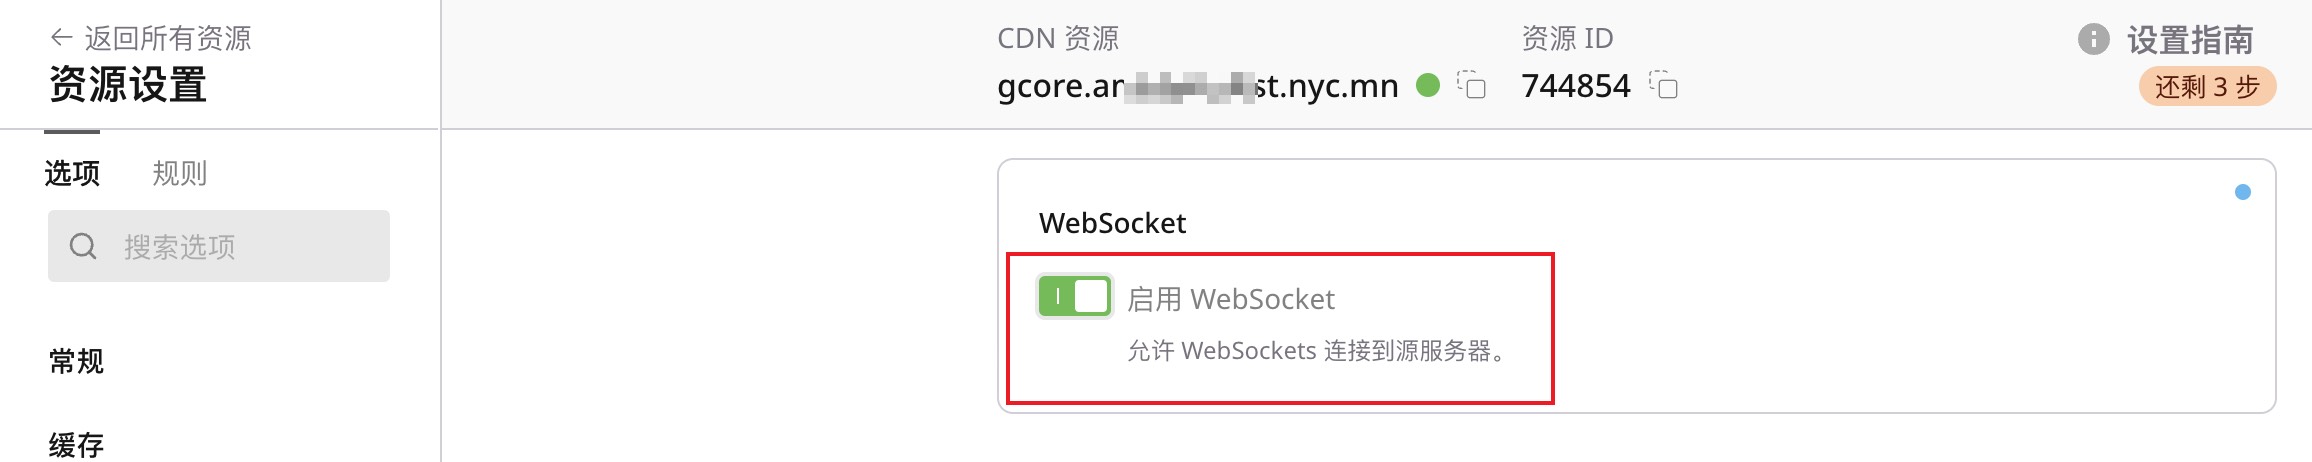 返回所有资源
资源设置
选项 规则
搜索选项
常规
缓存
CDN 资源
gcore.ar st.nyc.mn
资源 ID
744854
设置指南
还剩 3 步
WebSocket
启用 WebSocket
允许 WebSockets 连接到源服务器。